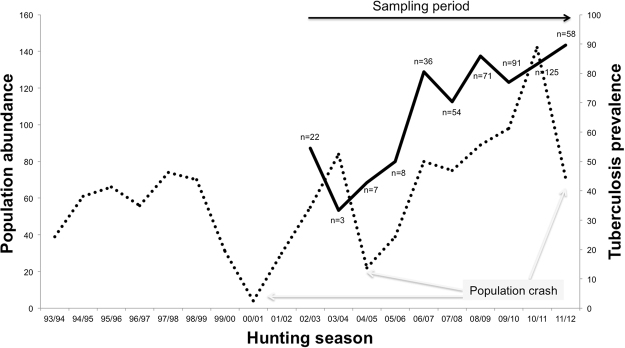 Sampling period
160
140
120
100
80
60
40
20
0
Population abundance
100
90
80
70
60
50
40
30
20
10
0
Tuberculosis prevalence
n=22
n=3
n=7
n=8
n=36
n=54
n=71
n=91
n=125
n=58
Population crash
93/94 94/95 95/96 96/97 97/98 98/99 99/00 00/01 01/02 02/03 03/04 04/05 05/06 06/07 07/08 08/09 09/10 10/11 11/12
Hunting season